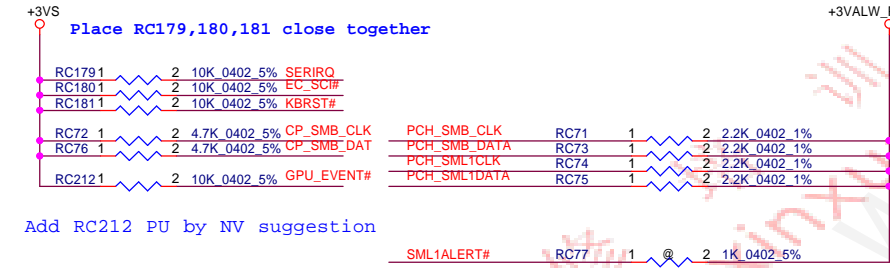 +3VS
+3VALW_
Place RC179,180,181 close together
RC179 1 2 10K_0402_5% SERIRQ
RC180 1 2 10K_0402_5% EC_SCI#
RC181 1 2 10K_0402_5% KBRST#
RC72 1 2 4.7K_0402_5% CP_SMB_CLK
RC76 1 2 4.7K_0402_5% CP_SMB_DAT
RC212 1 2 10K_0402_5% GPU_EVENT#
PCH_SMB_CLK RC71 1 2 2.2K_0402_1%
PCH_SMB_DATA RC73 1 2 2.2K_0402_1%
PCH_SML1CLK RC74 1 2 2.2K_0402_1%
PCH_SML1DATA RC75 1 2 2.2K_0402_1%
Add RC212 PU by NV suggestion
SML1ALERT# RC77 1 @ 2 1K_0402_5%